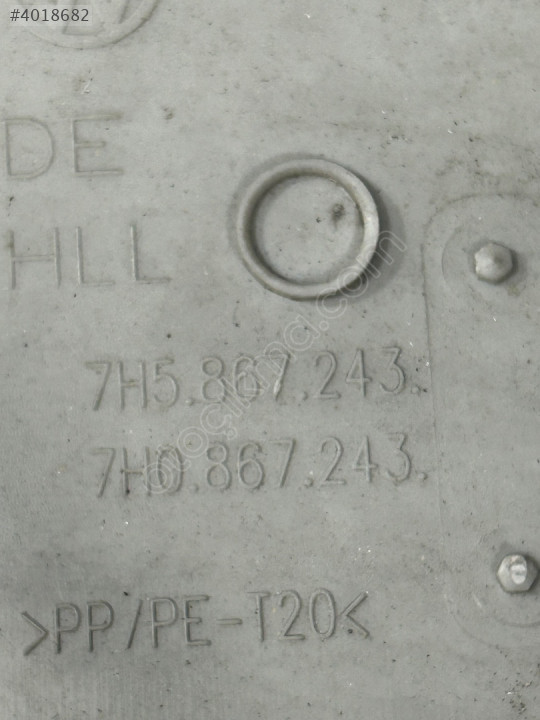 #4018682
DE
HLL
7H5.867.243.
7H0.867.243.
>PP/PE-T20<